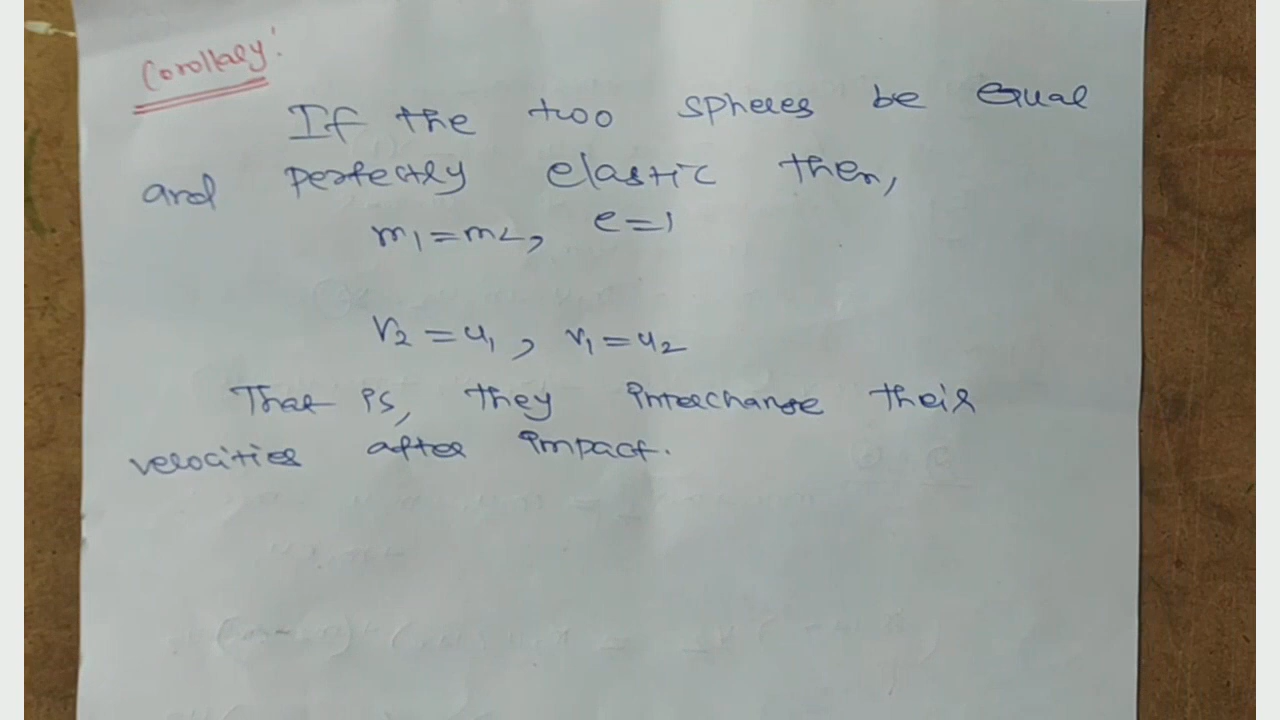 Corollary:
If the two spheres be equal
and perfectly elastic then,
m₁=m₂, e=1
v₂=u₁, v₁=u₂
That is, they interchange their
velocities after impact.